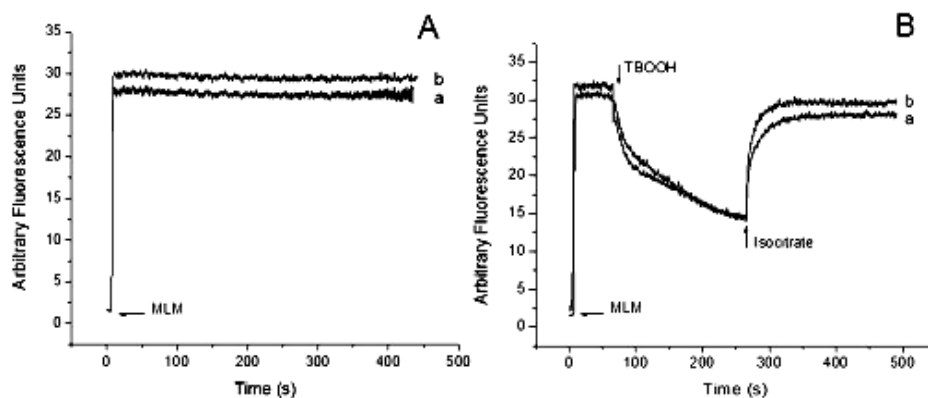 A
Arbitrary Fluorescence Units
35
30
25
20
15
10
5
0
b
a
MLM
0 100 200 300 400 500
Time (s)
B
Arbitrary Fluorescence Units
35
30
25
20
15
10
5
0
TBOOH
b
a
Isocitrate
MLM
0 100 200 300 400 500
Time (s)